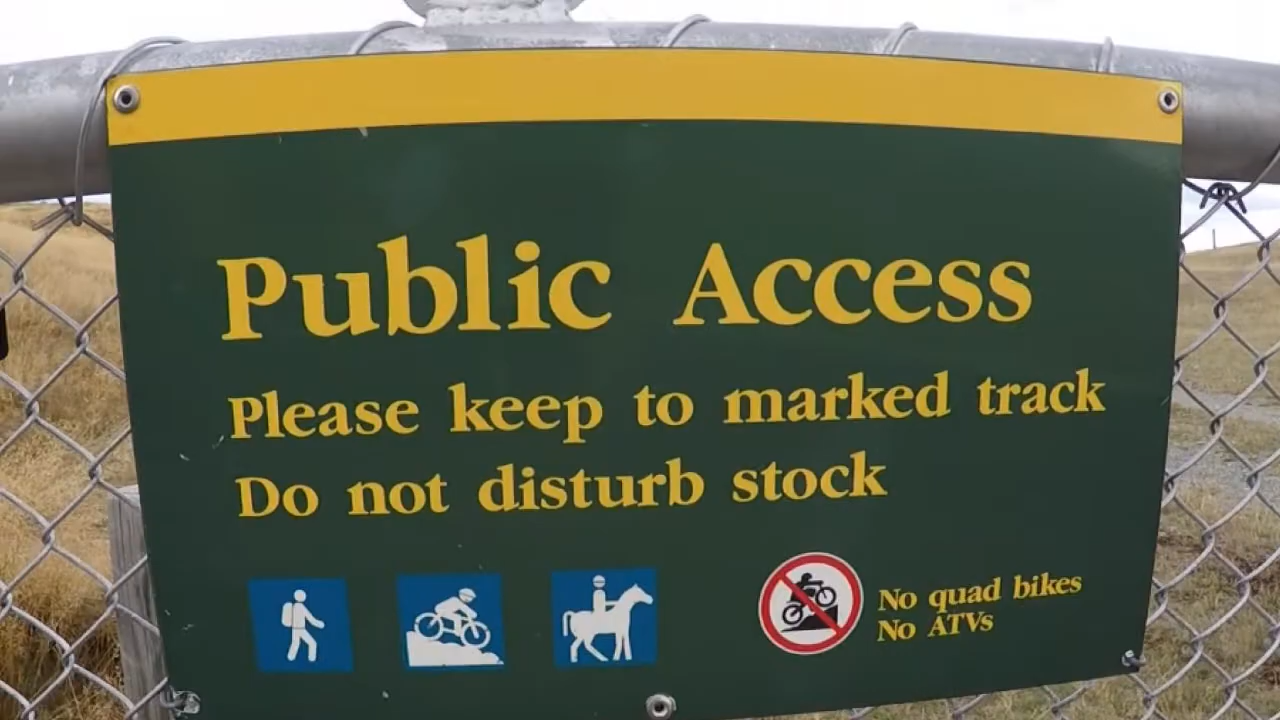 Public Access
Please keep to marked track
Do not disturb stock
No quad bikes
No ATVs